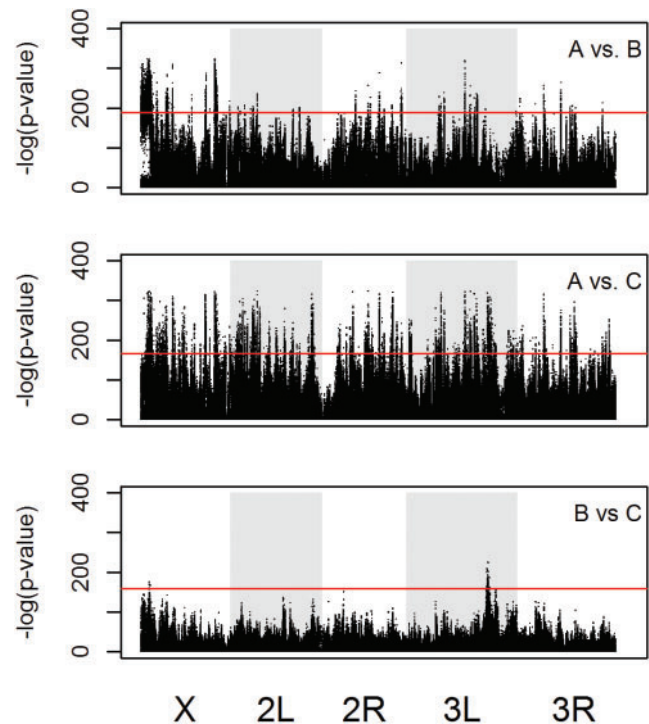 400
A vs. B
200
0
-log(p-value)
400
A vs. C
200
0
-log(p-value)
400
B vs C
200
0
-log(p-value)
X 2L 2R 3L 3R